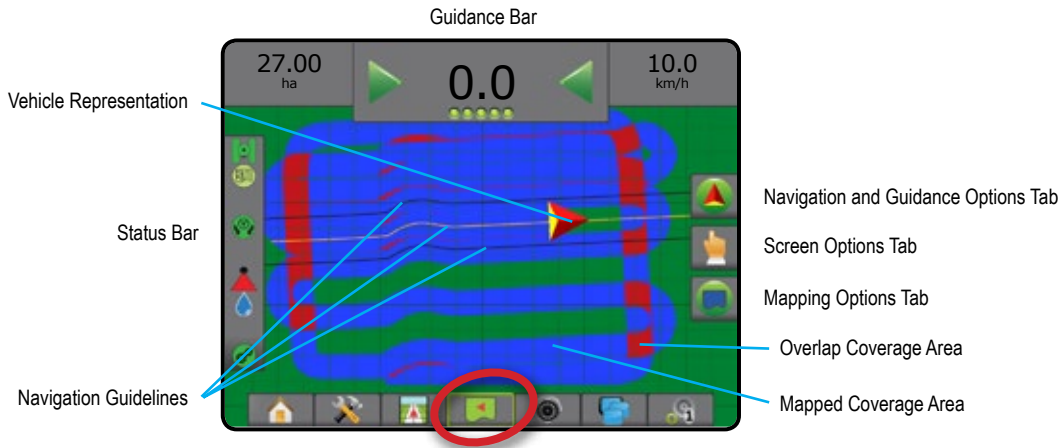 Guidance Bar
27.00
ha
0.0
10.0
km/h
Vehicle Representation
Status Bar
Navigation Guidelines
Navigation and Guidance Options Tab
Screen Options Tab
Mapping Options Tab
Overlap Coverage Area
Mapped Coverage Area
1